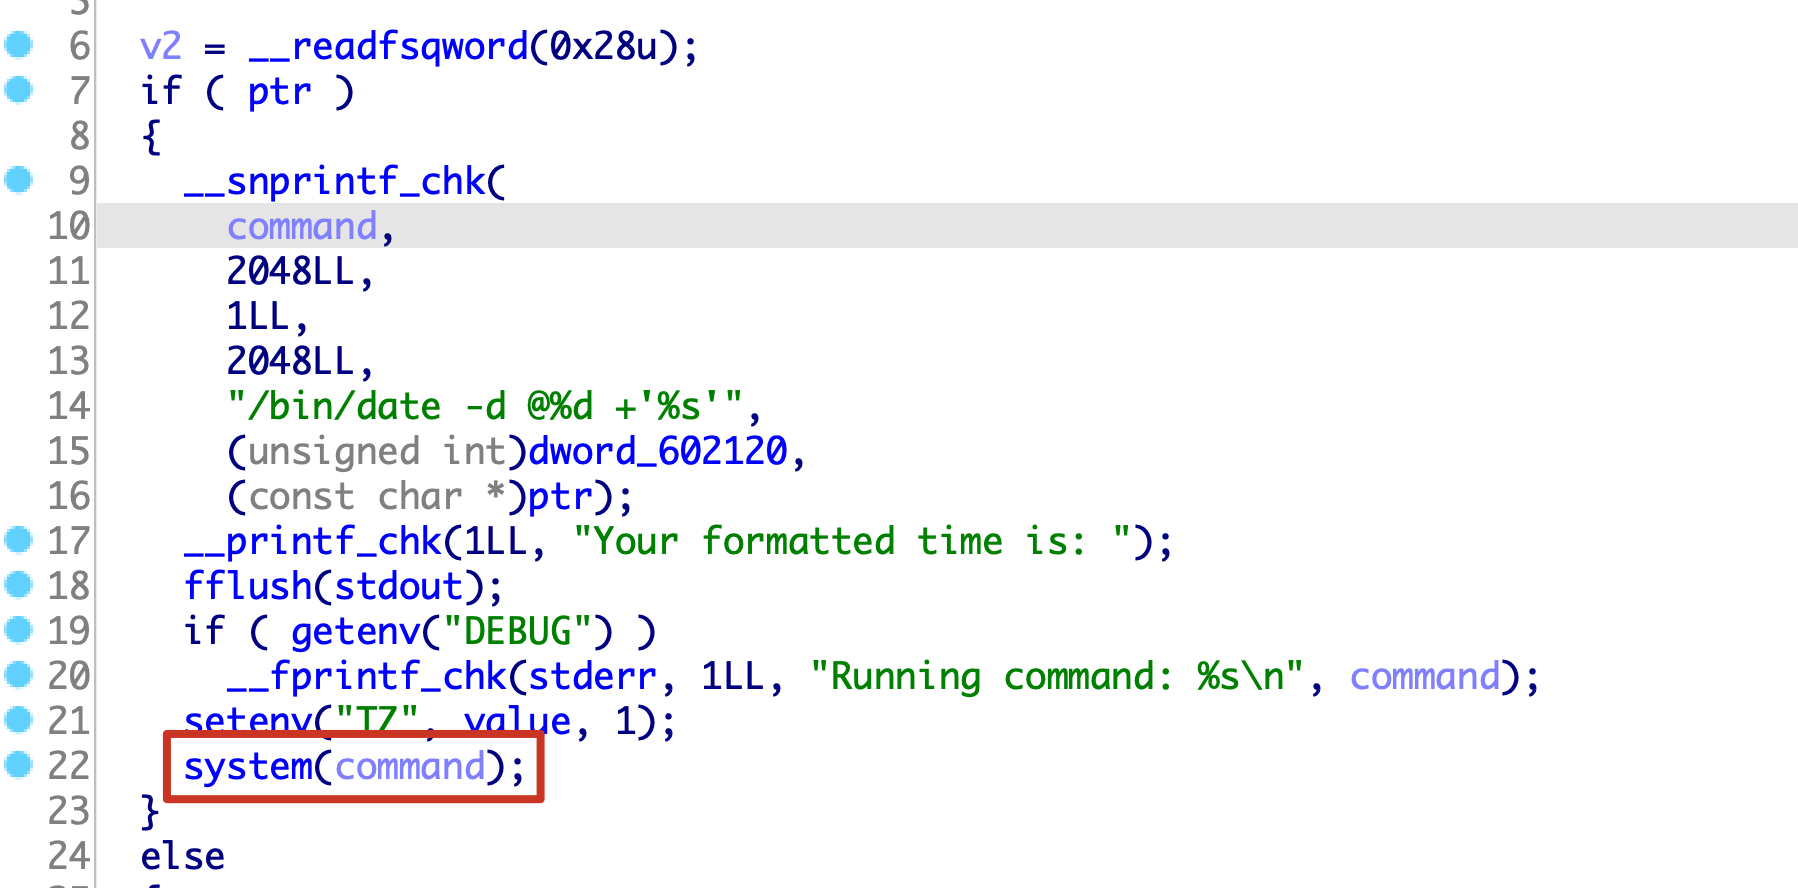 6 v2 = __readfsqword(0x28u);
7 if ( ptr )
8 {
9 __snprintf_chk(
10 command,
11 2048LL,
12 1LL,
13 2048LL,
14 "/bin/date -d @%d +'%s'",
15 (unsigned int)dword_602120,
16 (const char *)ptr);
17 __printf_chk(1LL, "Your formatted time is: ");
18 fflush(stdout);
19 if ( getenv("DEBUG") )
20 __fprintf_chk(stderr, 1LL, "Running command: %s\n", command);
21 setenv("TZ", value, 1);
22 system(command);
23 }
24 else